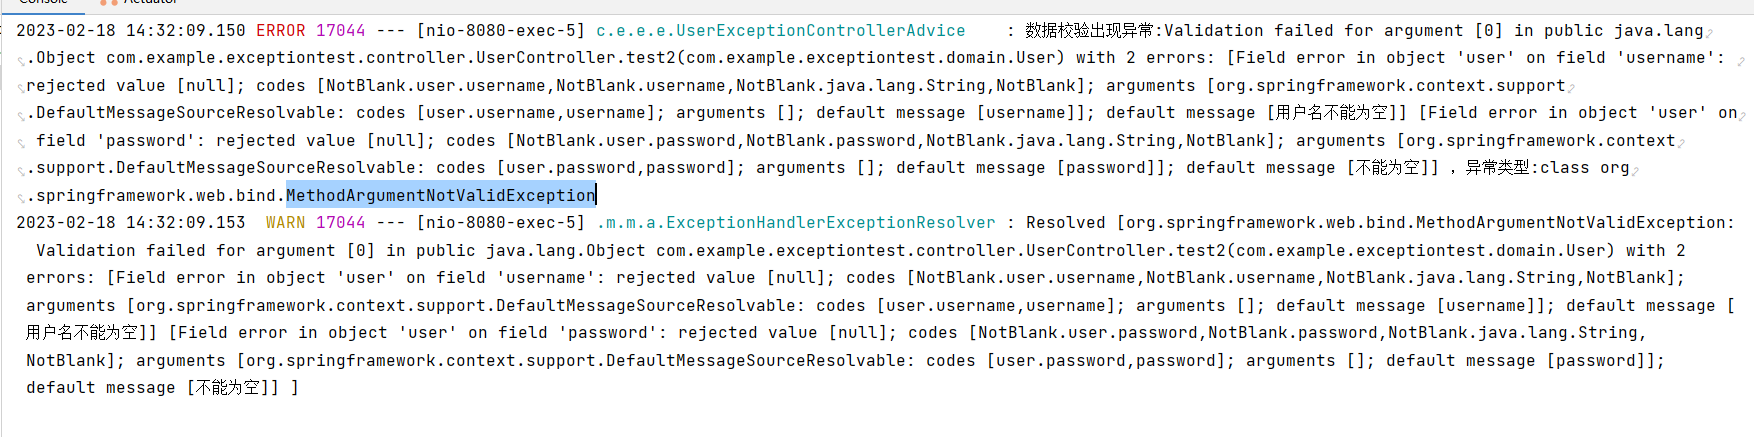 Console Actuator
2023-02-18 14:32:09.150 ERROR 17044 --- [nio-8080-exec-5] c.e.e.e.UserExceptionControllerAdvice    : 数据校验出现异常:Validation failed for argument [0] in public java.lang
.Object com.example.exceptiontest.controller.UserController.test2(com.example.exceptiontest.domain.User) with 2 errors: [Field error in object 'user' on field 'username':
rejected value [null]; codes [NotBlank.user.username,NotBlank.username,NotBlank.java.lang.String,NotBlank]; arguments [org.springframework.context.support
.DefaultMessageSourceResolvable: codes [user.username,username]; arguments []; default message [username]]; default message [用户名不能为空]] [Field error in object 'user' on
field 'password': rejected value [null]; codes [NotBlank.user.password,NotBlank.password,NotBlank.java.lang.String,NotBlank]; arguments [org.springframework.context
.support.DefaultMessageSourceResolvable: codes [user.password,password]; arguments []; default message [password]]; default message [不能为空]] ，异常类型:class org
.springframework.web.bind.MethodArgumentNotValidException
2023-02-18 14:32:09.153  WARN 17044 --- [nio-8080-exec-5] .m.m.a.ExceptionHandlerExceptionResolver : Resolved [org.springframework.web.bind.MethodArgumentNotValidException:
Validation failed for argument [0] in public java.lang.Object com.example.exceptiontest.controller.UserController.test2(com.example.exceptiontest.domain.User) with 2
errors: [Field error in object 'user' on field 'username': rejected value [null]; codes [NotBlank.user.username,NotBlank.username,NotBlank.java.lang.String,NotBlank];
arguments [org.springframework.context.support.DefaultMessageSourceResolvable: codes [user.username,username]; arguments []; default message [username]]; default message [
用户名不能为空]] [Field error in object 'user' on field 'password': rejected value [null]; codes [NotBlank.user.password,NotBlank.password,NotBlank.java.lang.String,
NotBlank]; arguments [org.springframework.context.support.DefaultMessageSourceResolvable: codes [user.password,password]; arguments []; default message [password]];
default message [不能为空]] ]